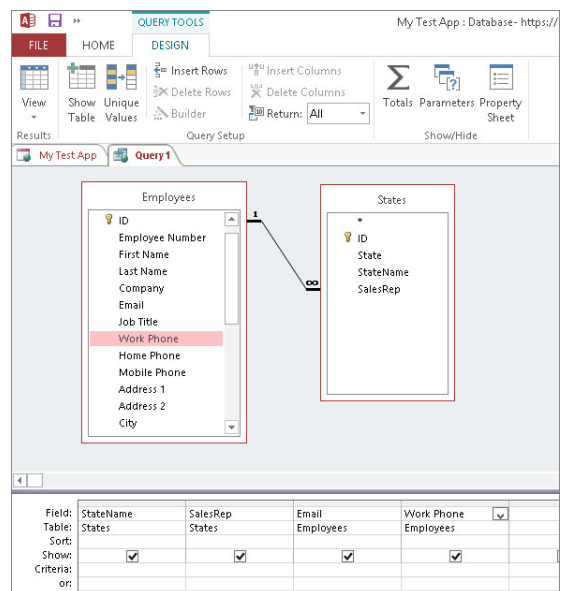 QUERY TOOLS
My Test App : Database- https://
FILE HOME DESIGN
View
Show Table
Unique Values
Insert Rows
Delete Rows
Builder
Insert Columns
Delete Columns
Return: All
Totals
Parameters
Property Sheet
Results
Query Setup
Show/Hide
My Test App
Query1
Employees
ID
Employee Number
First Name
Last Name
Company
Email
Job Title
Work Phone
Home Phone
Mobile Phone
Address 1
Address 2
City
1
∞
States
*
ID
State
StateName
SalesRep
Field: StateName SalesRep Email Work Phone
Table: States States Employees Employees
Sort:
Show:
Criteria:
or: